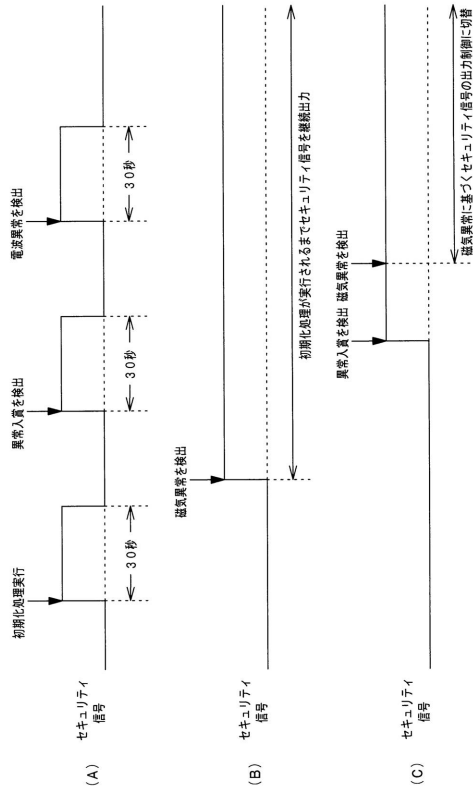 (A)
セキュリティ
信号
初期化処理実行
30秒
異常入賞を検出
30秒
電波異常を検出
30秒
(B)
セキュリティ
信号
磁気異常を検出
初期化処理が実行されるまでセキュリティ信号を継続出力
(C)
セキュリティ
信号
異常入賞を検出 磁気異常を検出
磁気異常に基づくセキュリティ信号の出力制御に切替